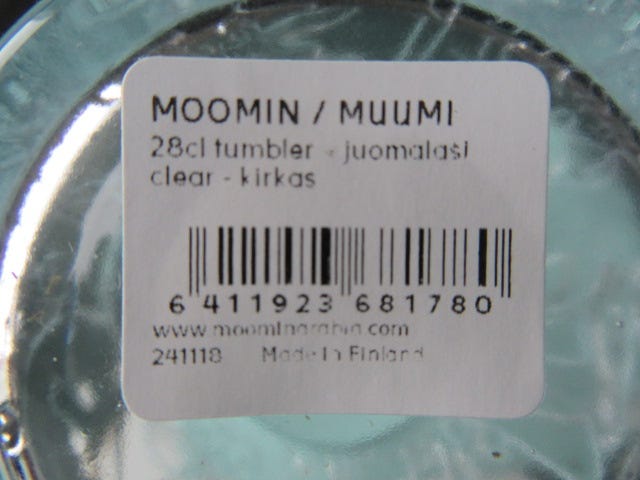 MOOMIN / MUUMI
28cl tumbler - juomalasi
clear - kirkas
6 411923 681780
www.moominarabia.com
241118 Made in Finland